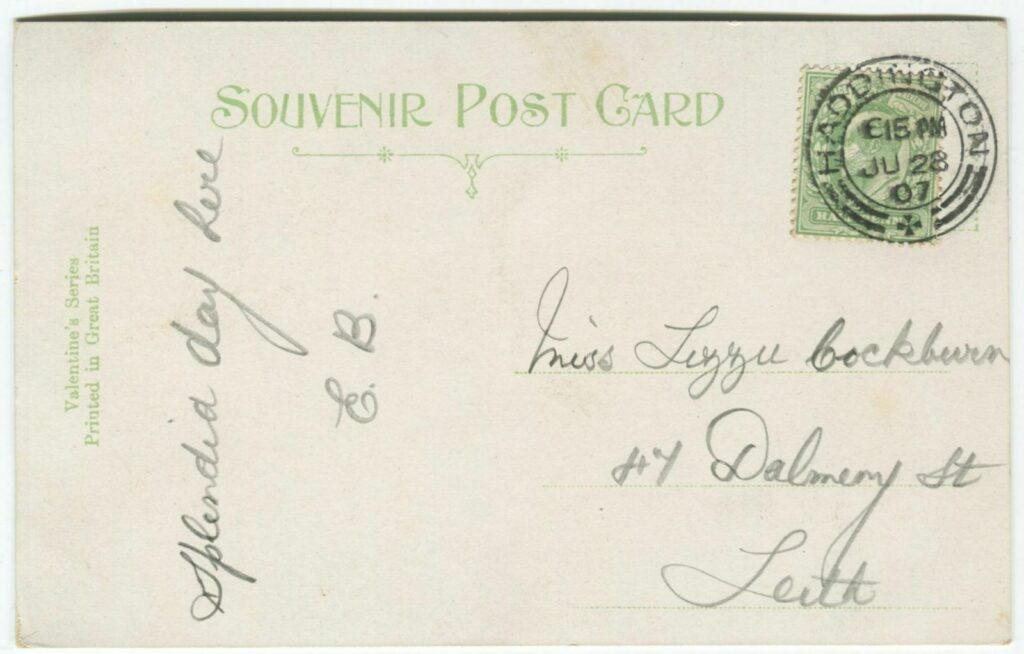 SOUVENIR POST CARD
Valentine's Series
Printed in Great Britain
Splendid day here
E. B.
HADDINGTON
6 15 PM
JU 28
07
Miss Lizzie Cockburn
47 Dalmeny St
Leith